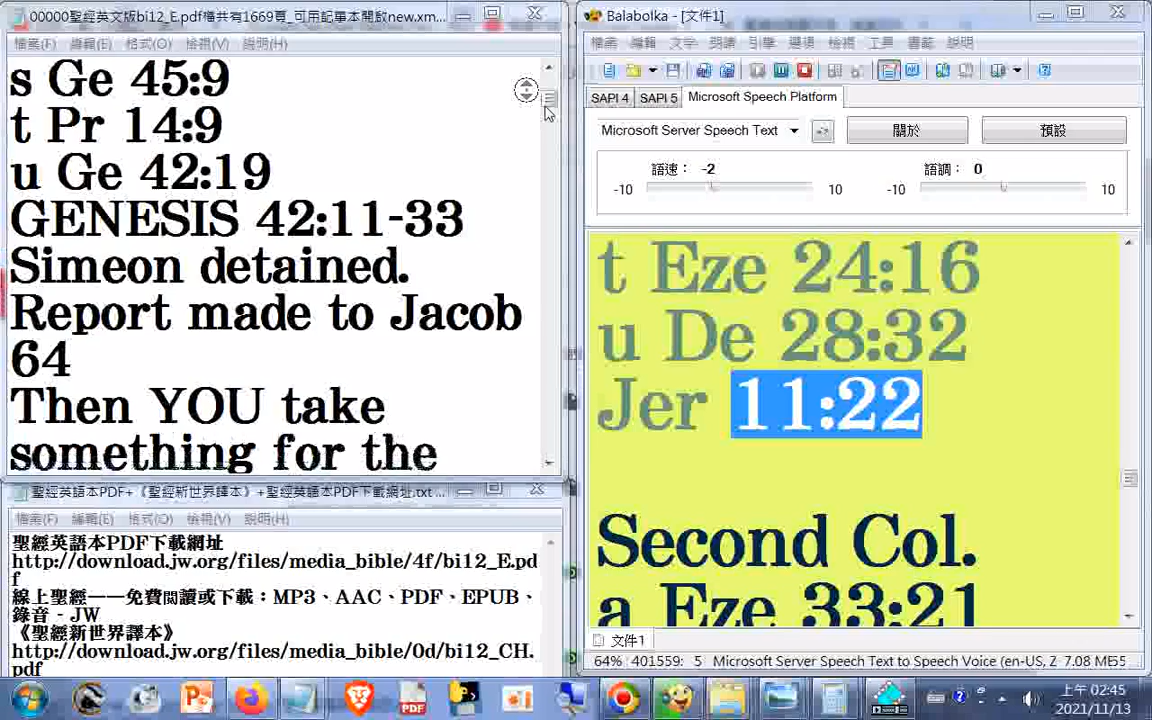 00000聖經英文版bi12_E.pdf檔共有1669頁_可用記事本開啟new.xm...
檔案(F) 編輯(E) 格式(O) 檢視(V) 說明(H)
s Ge 45:9
t Pr 14:9
u Ge 42:19
GENESIS 42:11-33
Simeon detained.
Report made to Jacob
64
Then YOU take
something for the
聖經英語本PDF+《聖經新世界譯本》+聖經英語本PDF下載網址.txt ...
檔案(F) 編輯(E) 格式(O) 檢視(V) 說明(H)
聖經英語本PDF下載網址
http://download.jw.org/files/media_bible/4f/bi12_E.pd
f
線上聖經——免費閱讀或下載：MP3、AAC、PDF、EPUB、
錄音 - JW
《聖經新世界譯本》
http://download.jw.org/files/media_bible/0d/bi12_CH.
pdf
Balabolka - [文件1]
檔案 編輯 文字 朗讀 引擎 選項 檢視 工具 書籤 說明
SAPI 4 SAPI 5 Microsoft Speech Platform
Microsoft Server Speech Text 關於 預設
語速： -2 語調： 0
-10 10 -10 10
t Eze 24:16
u De 28:32
Jer 11:22
Second Col.
a Eze 33:21
文件1
64% 401559: 5 Microsoft Server Speech Text to Speech Voice (en-US, Z 7.08 MB
上午 02:45
2021/11/13